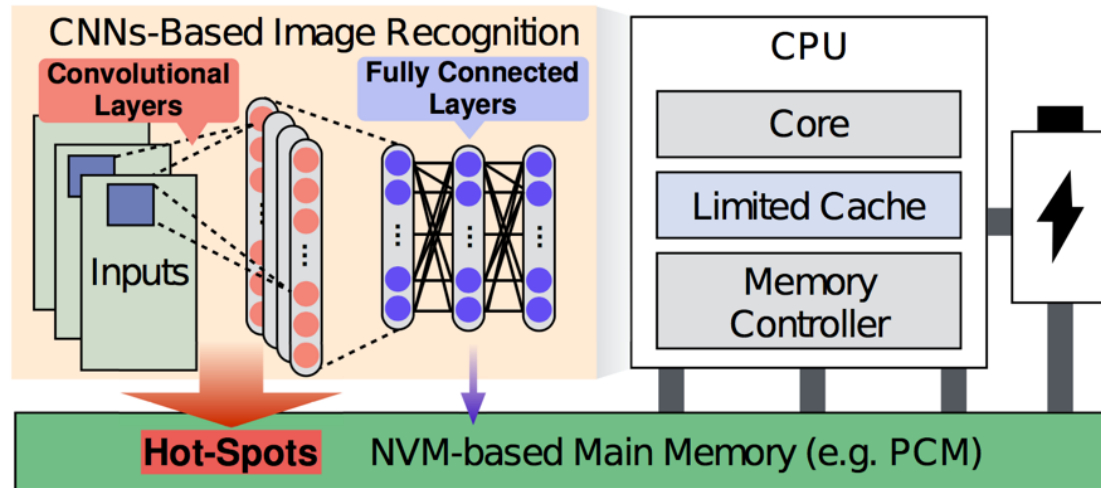 CNNs-Based Image Recognition
Convolutional
Layers
Fully Connected
Layers
Inputs
CPU
Core
Limited Cache
Memory
Controller
Hot-Spots
NVM-based Main Memory (e.g. PCM)